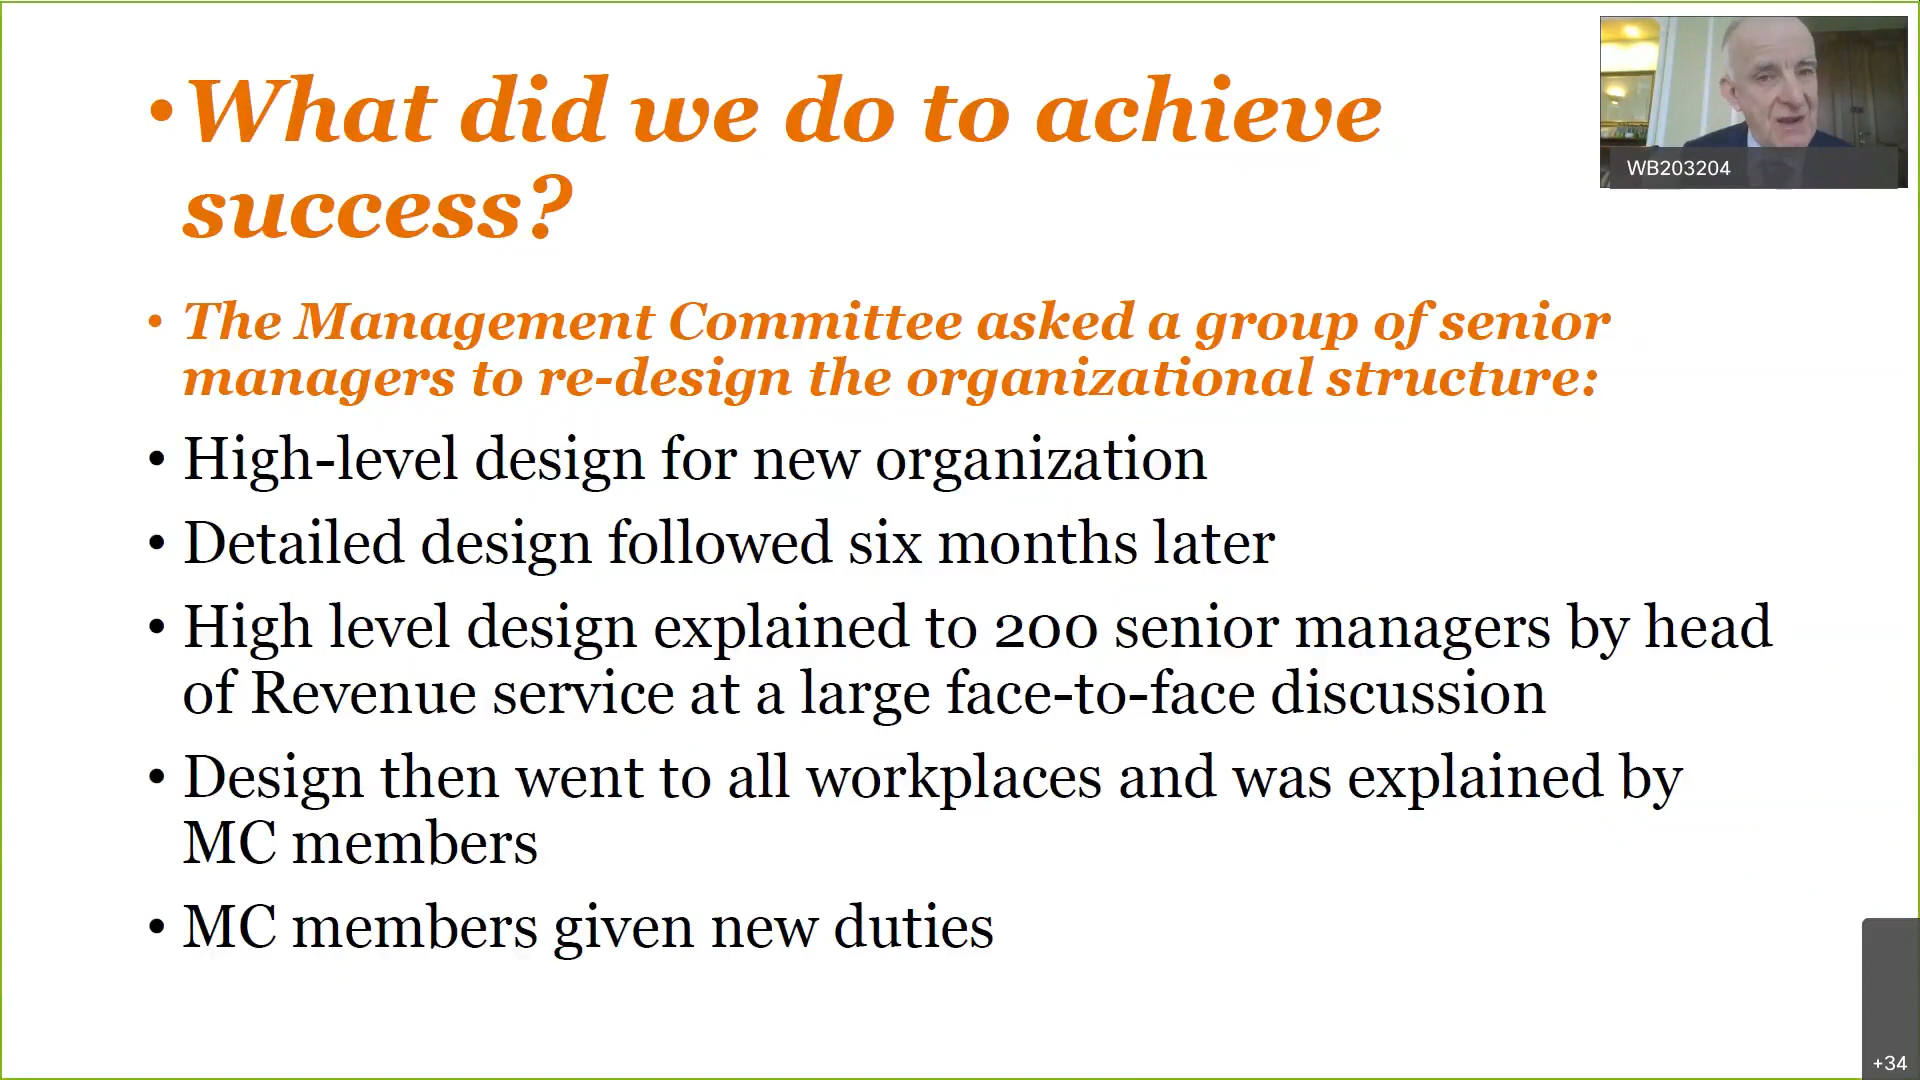 •What did we do to achieve
success?
• The Management Committee asked a group of senior
managers to re-design the organizational structure:
• High-level design for new organization
• Detailed design followed six months later
• High level design explained to 200 senior managers by head
of Revenue service at a large face-to-face discussion
• Design then went to all workplaces and was explained by
MC members
• MC members given new duties
WB203204
+34